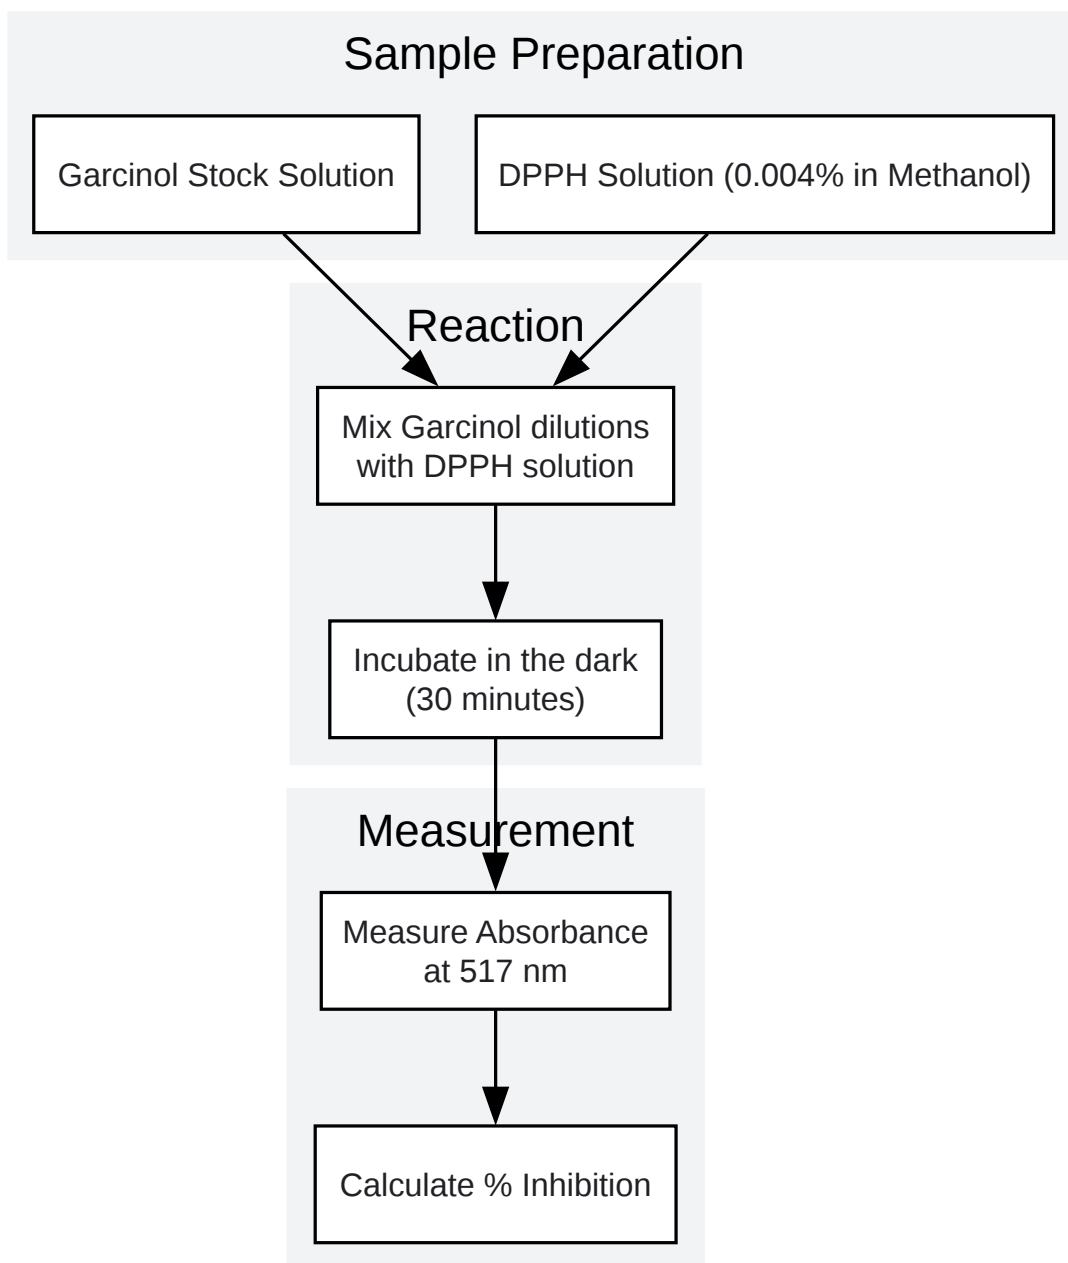 Sample Preparation
Garcinol Stock Solution
DPPH Solution (0.004% in Methanol)
Reaction
Mix Garcinol dilutions
with DPPH solution
Incubate in the dark
(30 minutes)
Measurement
Measure Absorbance
at 517 nm
Calculate % Inhibition